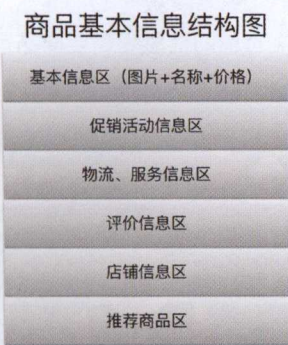 商品基本信息结构图
基本信息区（图片+名称+价格）
促销活动信息区
物流、服务信息区
评价信息区
店铺信息区
推荐商品区